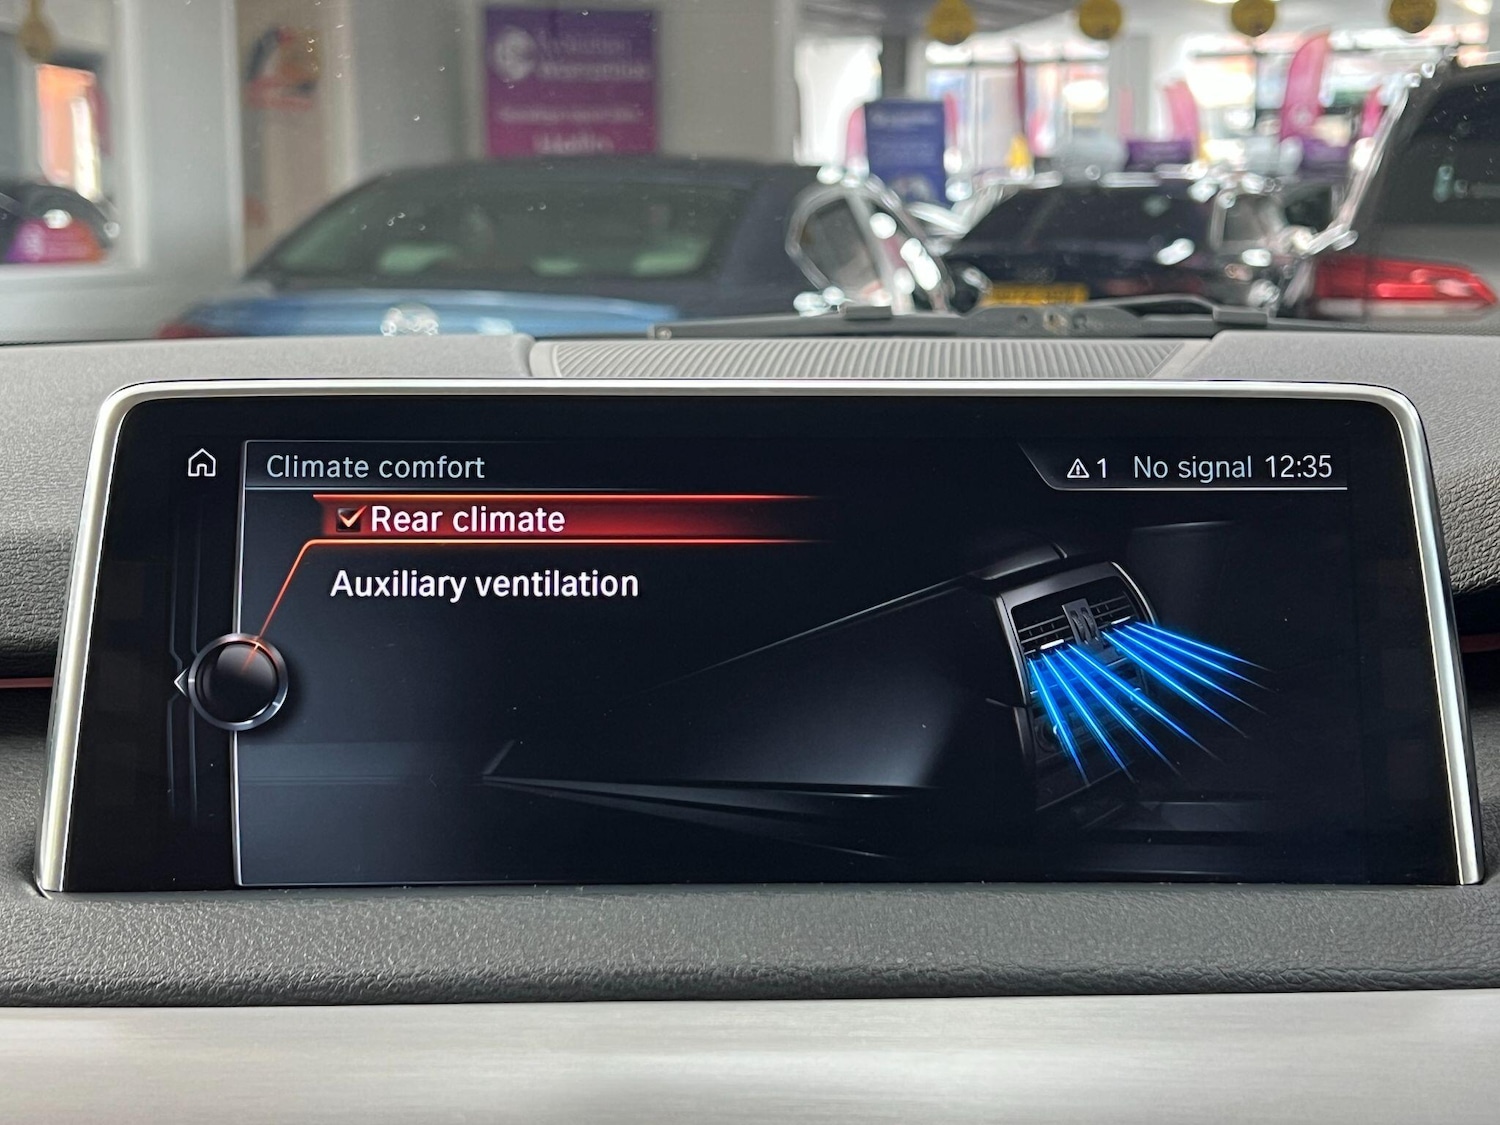 Climate comfort
1 No signal 12:35
Rear climate
Auxiliary ventilation